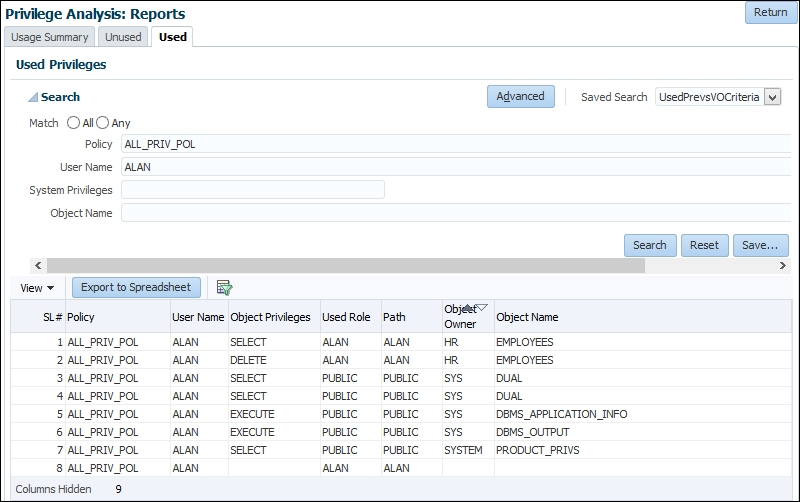 Privilege Analysis: Reports
Return
Usage Summary Unused Used
Used Privileges
Search
Advanced Saved Search UsedPrevsVOCriteria
Match All Any
Policy ALL_PRIV_POL
User Name ALAN
System Privileges
Object Name
Search Reset Save...
View Export to Spreadsheet
SL# Policy User Name Object Privileges Used Role Path Object Owner Object Name
1 ALL_PRIV_POL ALAN SELECT ALAN ALAN HR EMPLOYEES
2 ALL_PRIV_POL ALAN DELETE ALAN ALAN HR EMPLOYEES
3 ALL_PRIV_POL ALAN SELECT PUBLIC PUBLIC SYS DUAL
4 ALL_PRIV_POL ALAN SELECT PUBLIC PUBLIC SYS DUAL
5 ALL_PRIV_POL ALAN EXECUTE PUBLIC PUBLIC SYS DBMS_APPLICATION_INFO
6 ALL_PRIV_POL ALAN EXECUTE PUBLIC PUBLIC SYS DBMS_OUTPUT
7 ALL_PRIV_POL ALAN SELECT PUBLIC PUBLIC SYSTEM PRODUCT_PRIVS
8 ALL_PRIV_POL ALAN ALAN ALAN
Columns Hidden 9